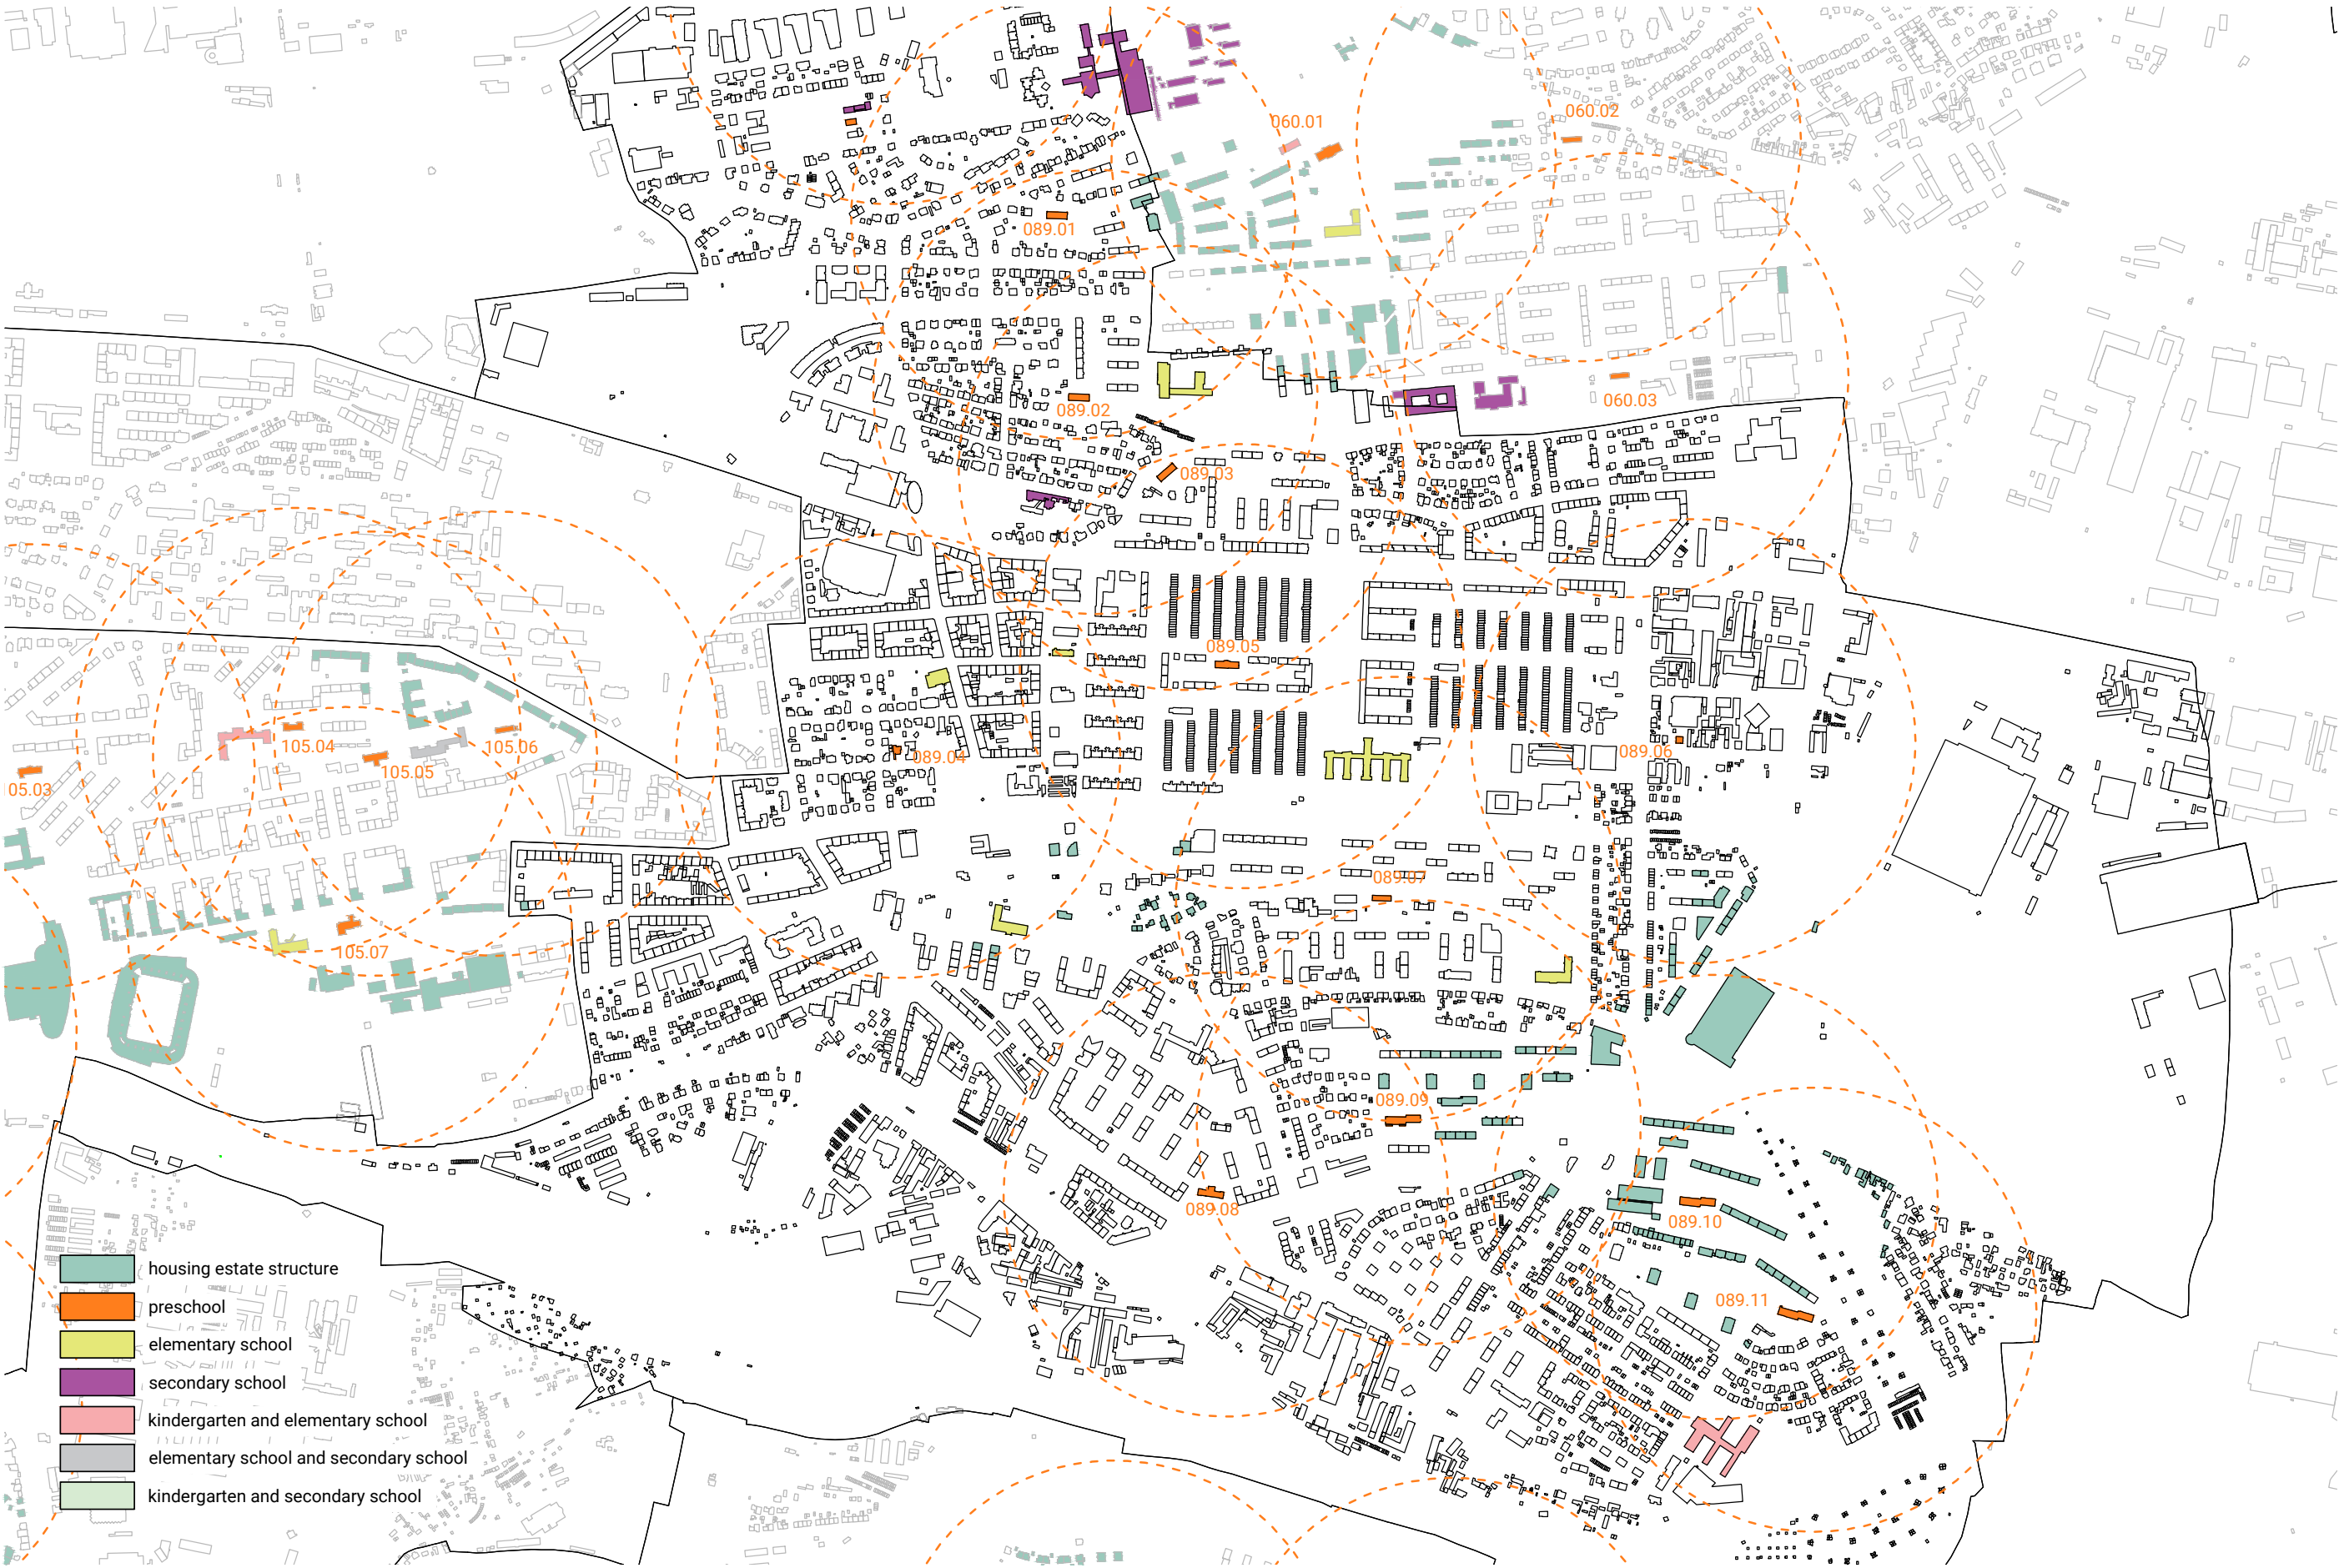 060.02
060.01
089.01
060.03
089.02
089.03
089.05
105.04
105.06
089.04
089.06
105.05
05.03
089.07
105.07
089.09
089.08
089.10
089.11
housing estate structure
preschool
elementary school
secondary school
kindergarten and elementary school
elementary school and secondary school
kindergarten and secondary school